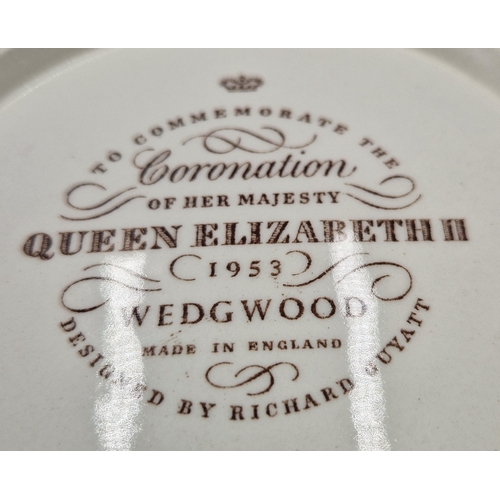 TO COMMEMORATE THE
Coronation
OF HER MAJESTY
QUEEN ELIZABETH II
1953
WEDGWOOD
MADE IN ENGLAND
DESIGNED BY RICHARD GUYATT